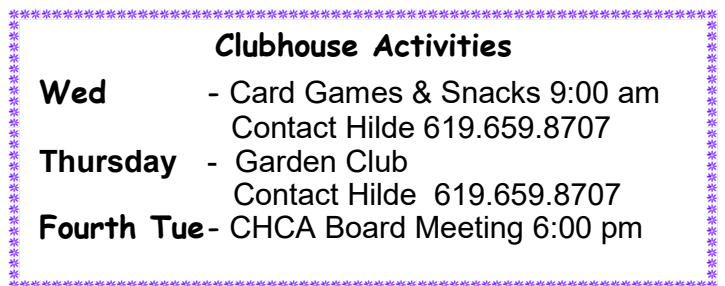 Clubhouse Activities
Wed - Card Games & Snacks 9:00 am
Contact Hilde 619.659.8707
Thursday - Garden Club
Contact Hilde 619.659.8707
Fourth Tue- CHCA Board Meeting 6:00 pm